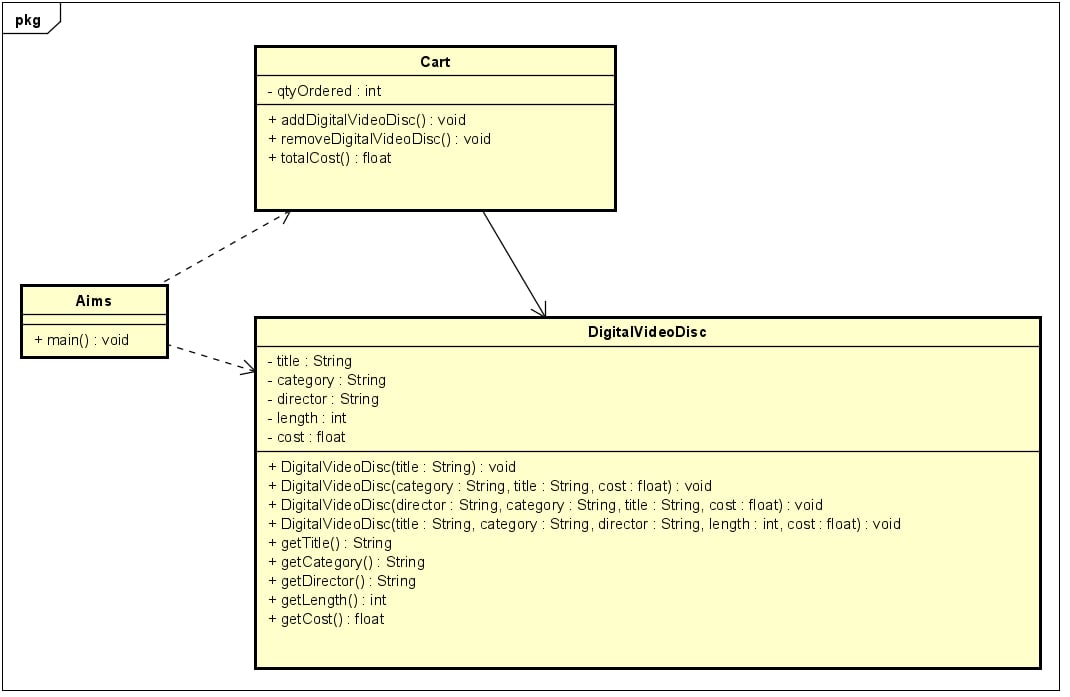 pkg
Cart
- qtyOrdered : int
+ addDigitalVideoDisc() : void
+ removeDigitalVideoDisc() : void
+ totalCost() : float
Aims
+ main() : void
DigitalVideoDisc
- title : String
- category : String
- director : String
- length : int
- cost : float
+ DigitalVideoDisc(title : String) : void
+ DigitalVideoDisc(category : String, title : String, cost : float) : void
+ DigitalVideoDisc(director : String, category : String, title : String, cost : float) : void
+ DigitalVideoDisc(title : String, category : String, director : String, length : int, cost : float) : void
+ getTitle() : String
+ getCategory() : String
+ getDirector() : String
+ getLength() : int
+ getCost() : float